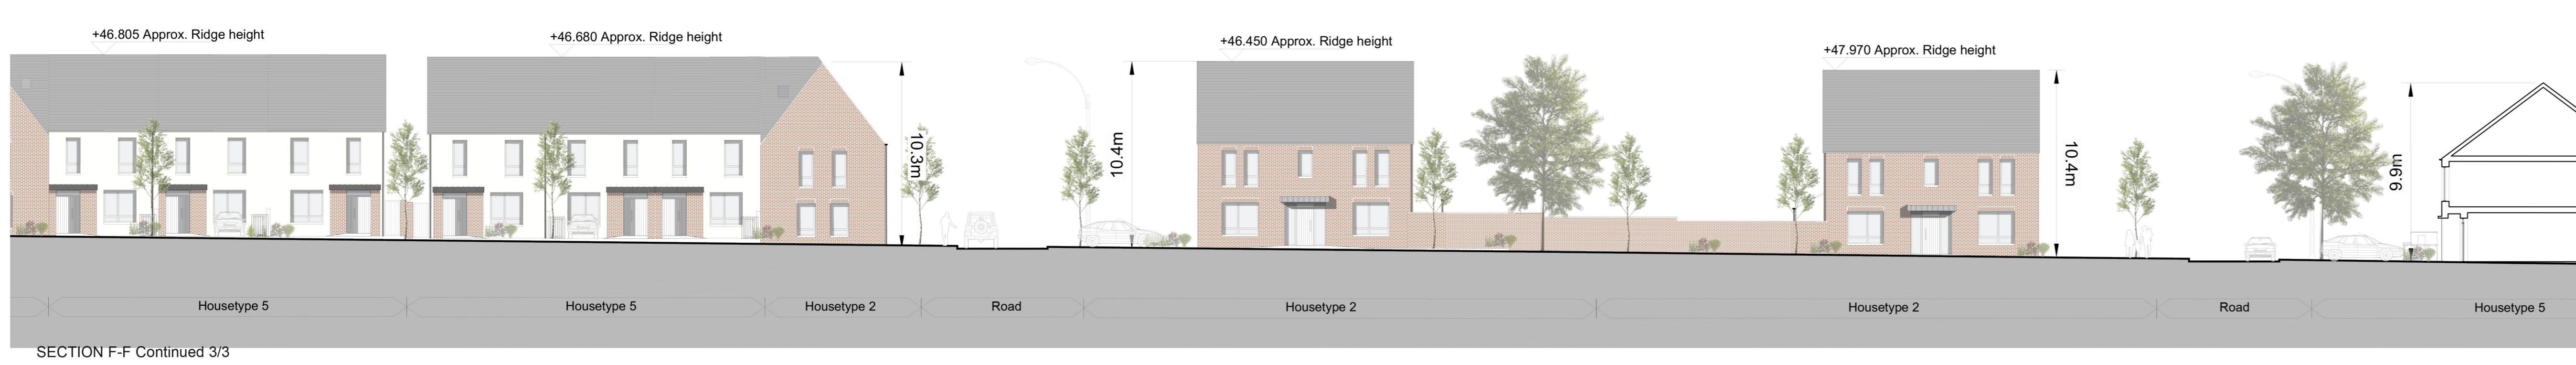 +46.805 Approx. Ridge height
+46.680 Approx. Ridge height
+46.450 Approx. Ridge height
+47.970 Approx. Ridge height
10.3m
10.4m
10.4m
9.9m
Housetype 5
Housetype 5
Housetype 2
Road
Housetype 2
Housetype 2
Road
Housetype 5
SECTION F-F Continued 3/3